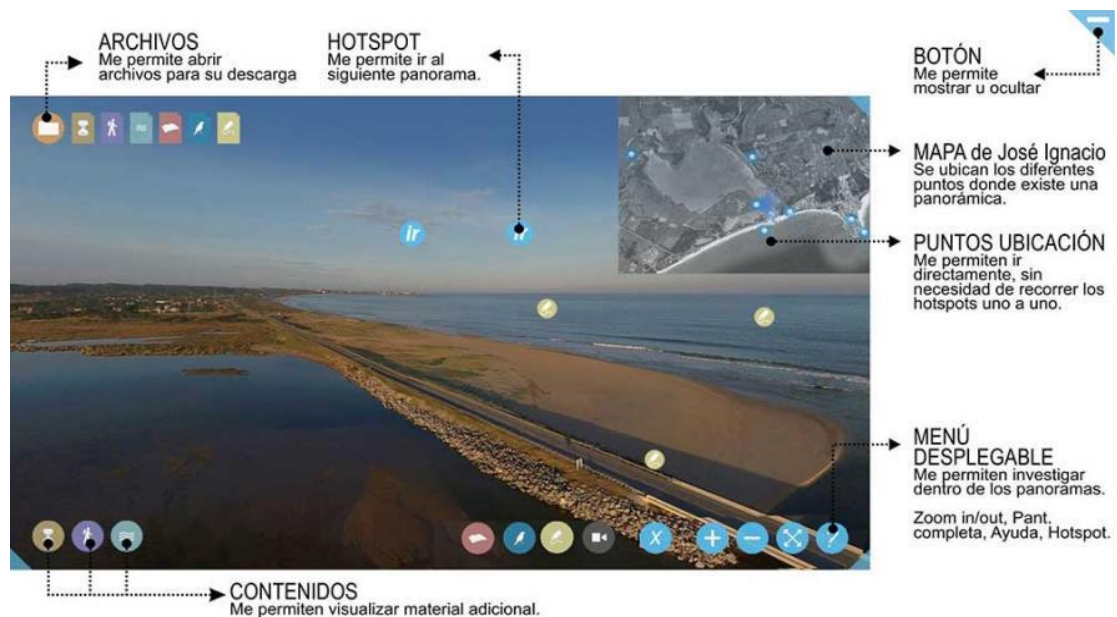 ARCHIVOS
Me permite abrir
archivos para su descarga
HOTSPOT
Me permite ir al
siguiente panorama.
BOTÓN
Me permite
mostrar u ocultar
ir
ir
MAPA de José Ignacio
Se ubican los diferentes
puntos donde existe una
panorámica.
PUNTOS UBICACIÓN
Me permiten ir
directamente, sin
necesidad de recorrer los
hotspots uno a uno.
MENÚ
DESPLEGABLE
Me permiten investigar
dentro de los panoramas.
Zoom in/out, Pant.
completa, Ayuda, Hotspot.
X
CONTENIDOS
Me permiten visualizar material adicional.